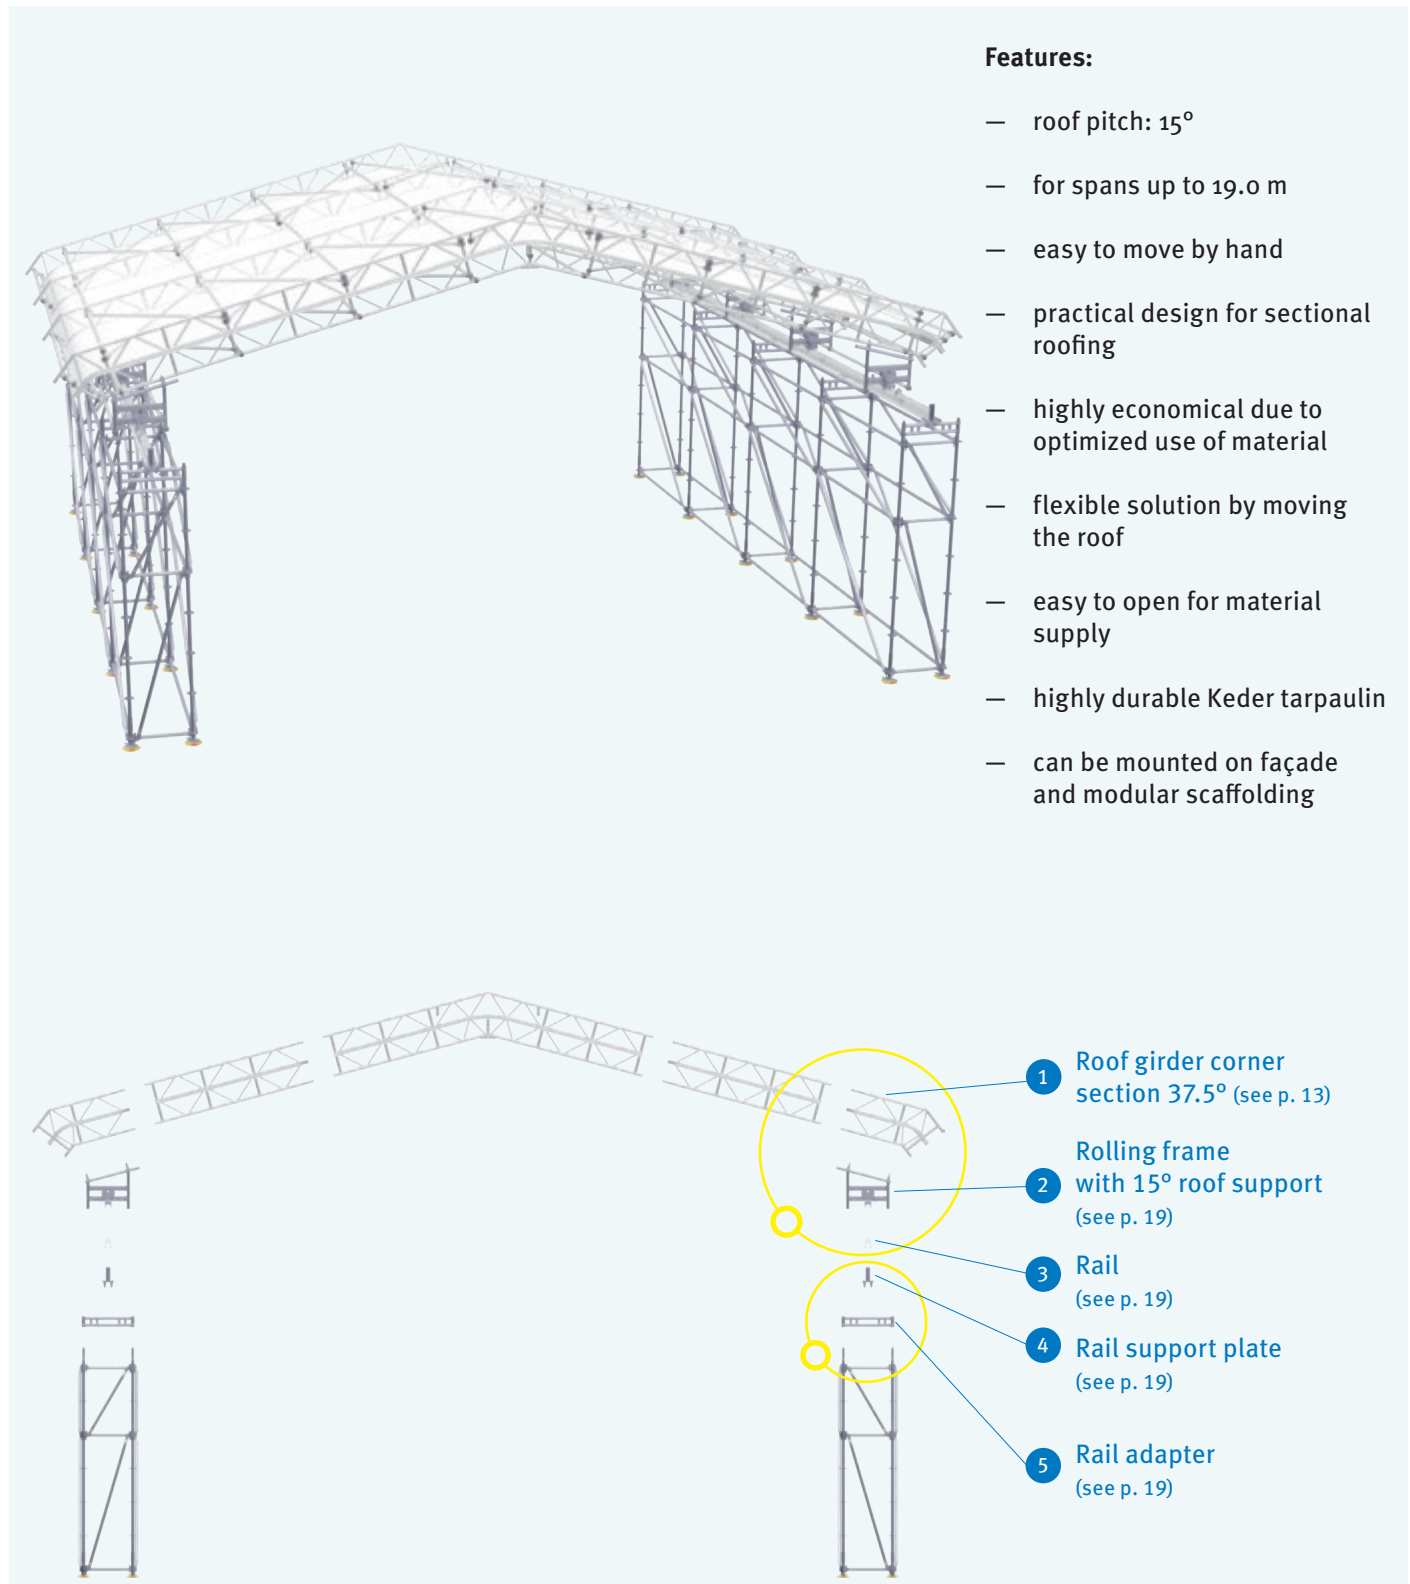 Features:
— roof pitch: 15°
— for spans up to 19.0 m
— easy to move by hand
— practical design for sectional
roofing
— highly economical due to
optimized use of material
— flexible solution by moving
the roof
— easy to open for material
supply
— highly durable Keder tarpaulin
— can be mounted on façade
and modular scaffolding
1 Roof girder corner
section 37.5° (see p. 13)
2 Rolling frame
with 15° roof support
(see p. 19)
3 Rail
(see p. 19)
4 Rail support plate
(see p. 19)
5 Rail adapter
(see p. 19)